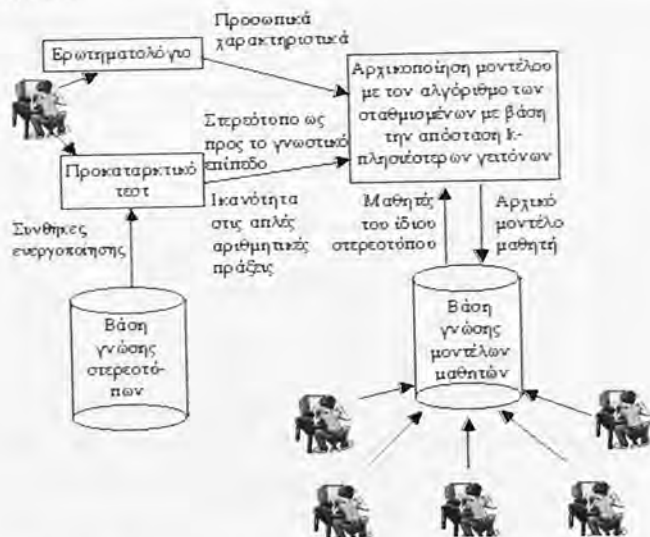 Προσωπικά
χαρακτηριστικά
Ερωτηματολόγιο
Αρχικοποίηση μοντέλου
με τον αλγόριθμο των
σταθμισμένων με βάση
την απόσταση k-
πλησιέστερων γειτόνων
Στερεότυπο ως
προς το γνωστικό
επίπεδο
Προκαταρκτικό
τεστ
Ικανότητα
στις απλές
αριθμητικές
πράξεις
Συνθηκες
ενεργοποίησης
Μαθητές
του ίδιου
στερεοτύπου
Αρχικό
μοντέλο
μαθητή
Βάση
γνώσης
στερεοτύ-
πων
Βάση
γνώσης
μοντέλων
μαθητών